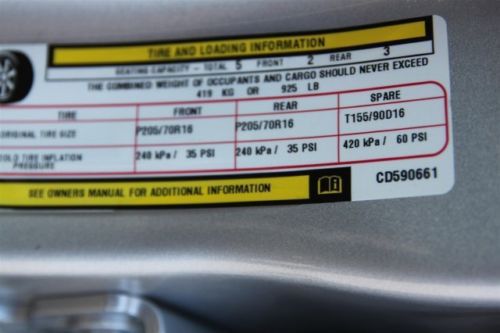 TIRE AND LOADING INFORMATION
SEATING CAPACITY - TOTAL 5 FRONT 2 REAR 3
THE COMBINED WEIGHT OF OCCUPANTS AND CARGO SHOULD NEVER EXCEED
419 KG OR 925 LB
TIRE FRONT REAR SPARE
ORIGINAL TIRE SIZE P205/70R16 P205/70R16 T155/90D16
COLD TIRE INFLATION PRESSURE 240 kPa / 35 PSI 240 kPa / 35 PSI 420 kPa / 60 PSI
SEE OWNERS MANUAL FOR ADDITIONAL INFORMATION
CD590661